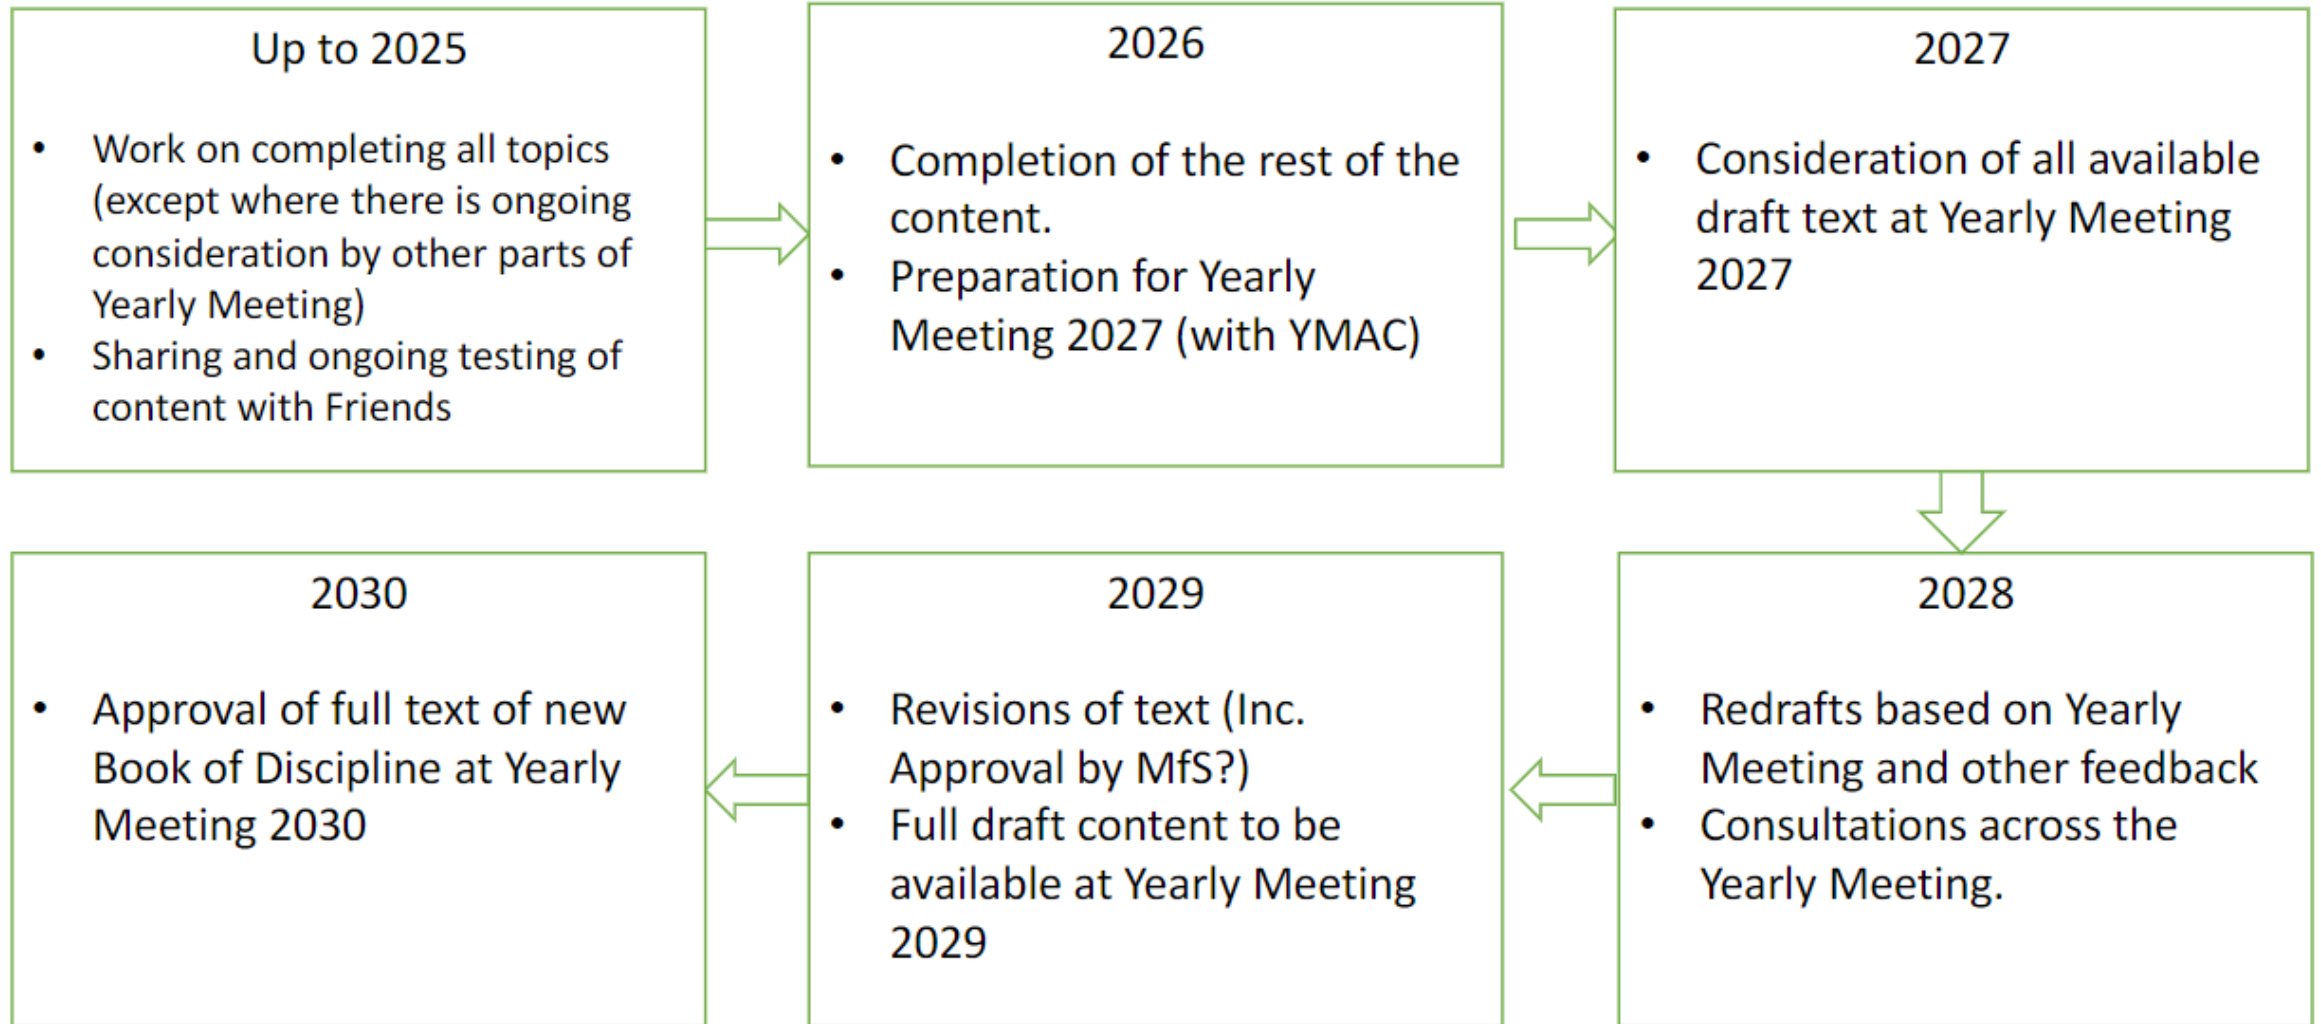 Up to 2025
• Work on completing all topics
(except where there is ongoing
consideration by other parts of
Yearly Meeting)
• Sharing and ongoing testing of
content with Friends
2026
• Completion of the rest of the
content.
• Preparation for Yearly
Meeting 2027 (with YMAC)
2027
• Consideration of all available
draft text at Yearly Meeting
2027
2028
• Redrafts based on Yearly
Meeting and other feedback
• Consultations across the
Yearly Meeting.
2029
• Revisions of text (Inc.
Approval by MfS?)
• Full draft content to be
available at Yearly Meeting
2029
2030
• Approval of full text of new
Book of Discipline at Yearly
Meeting 2030